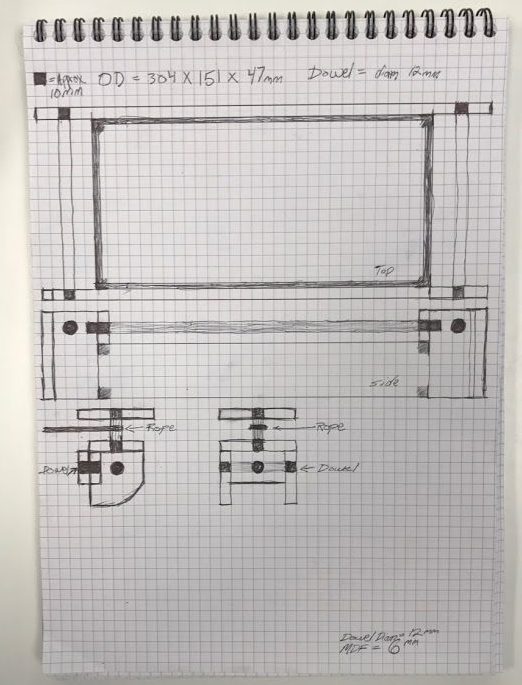 = Aprox OD = 304 X 151 X 47mm Dowel = diam 12mm
10mm
Top
side
Rope
Rope
Dowel
Dowel
Dowel Diam = 12mm
MDF = 6mm